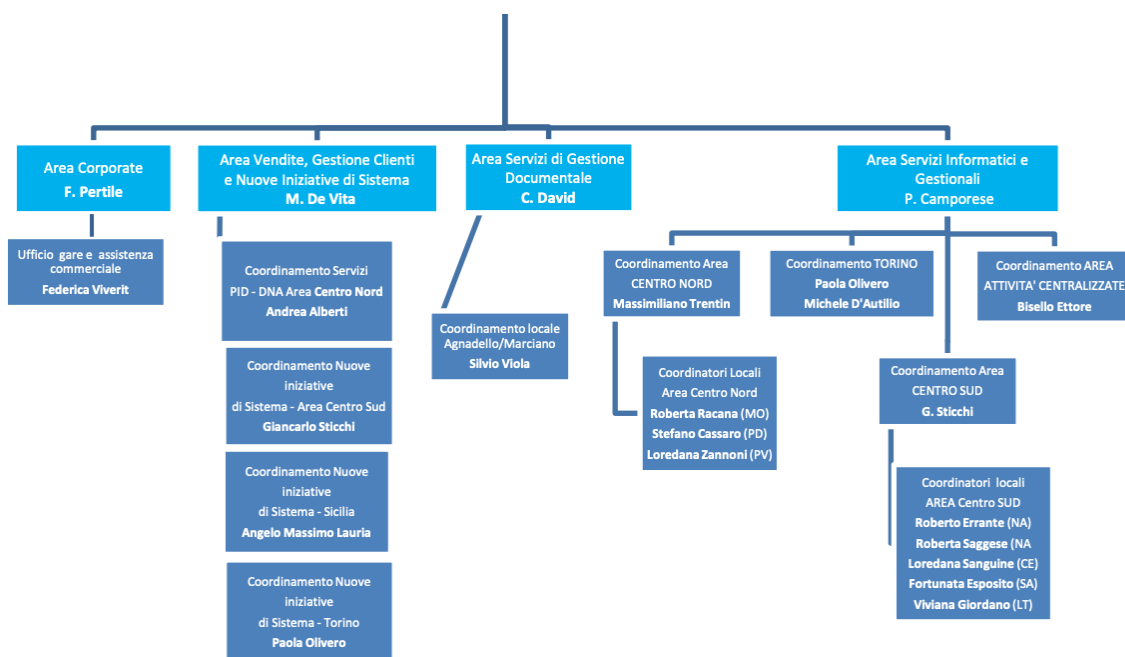 Area Corporate
F. Pertile
Area Vendite, Gestione Clienti
e Nuove Iniziative di Sistema
M. De Vita
Area Servizi di Gestione
Documentale
C. David
Area Servizi Informatici e
Gestionali
P. Camporese
Ufficio gare e assistenza
commerciale
Federica Viverit
Coordinamento Servizi
PID - DNA Area Centro Nord
Andrea Alberti
Coordinamento Nuove
iniziative
di Sistema - Area Centro Sud
Giancarlo Sticchi
Coordinamento Nuove
iniziative
di Sistema - Sicilia
Angelo Massimo Lauria
Coordinamento Nuove
iniziative
di Sistema - Torino
Paola Olivero
Coordinamento locale
Agnadello/Marciano
Silvio Viola
Coordinamento Area
CENTRO NORD
Massimiliano Trentin
Coordinatori Locali
Area Centro Nord
Roberta Racana (MO)
Stefano Cassaro (PD)
Loredana Zannoni (PV)
Coordinamento TORINO
Paola Olivero
Michele D'Autilio
Coordinamento AREA
ATTIVITA' CENTRALIZZATE
Bisello Ettore
Coordinamento Area
CENTRO SUD
G. Sticchi
Coordinatori locali
AREA Centro SUD
Roberto Errante (NA)
Roberta Saggese (NA
Loredana Sanguine (CE)
Fortunata Esposito (SA)
Viviana Giordano (LT)